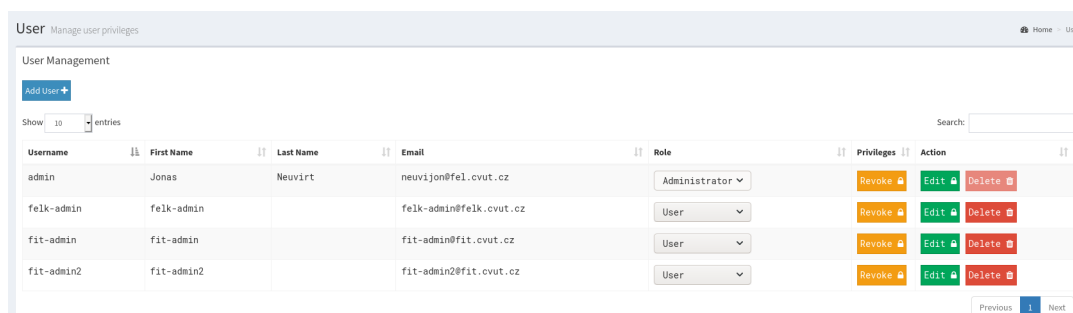 User Manage user privileges
Home > Us
User Management
Add User +
Show 10 entries
Search:
Username First Name Last Name Email Role Privileges Action
admin Jonas Neuvirt neuvijon@fel.cvut.cz Administrator Revoke Edit Delete
felk-admin felk-admin felk-admin@felk.cvut.cz User Revoke Edit Delete
fit-admin fit-admin fit-admin@fit.cvut.cz User Revoke Edit Delete
fit-admin2 fit-admin2 fit-admin2@fit.cvut.cz User Revoke Edit Delete
Previous 1 Next